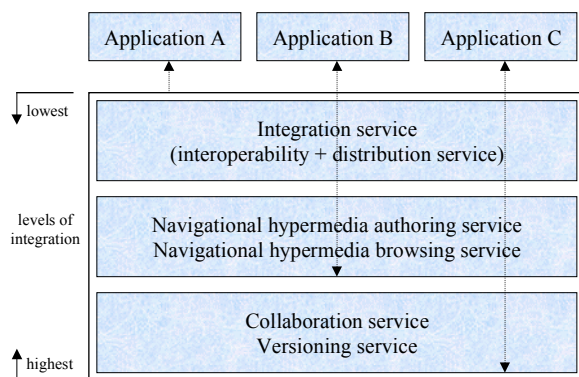 Application A
Application B
Application C
lowest
Integration service
(interoperability + distribution service)
levels of
integration
Navigational hypermedia authoring service
Navigational hypermedia browsing service
Collaboration service
Versioning service
highest